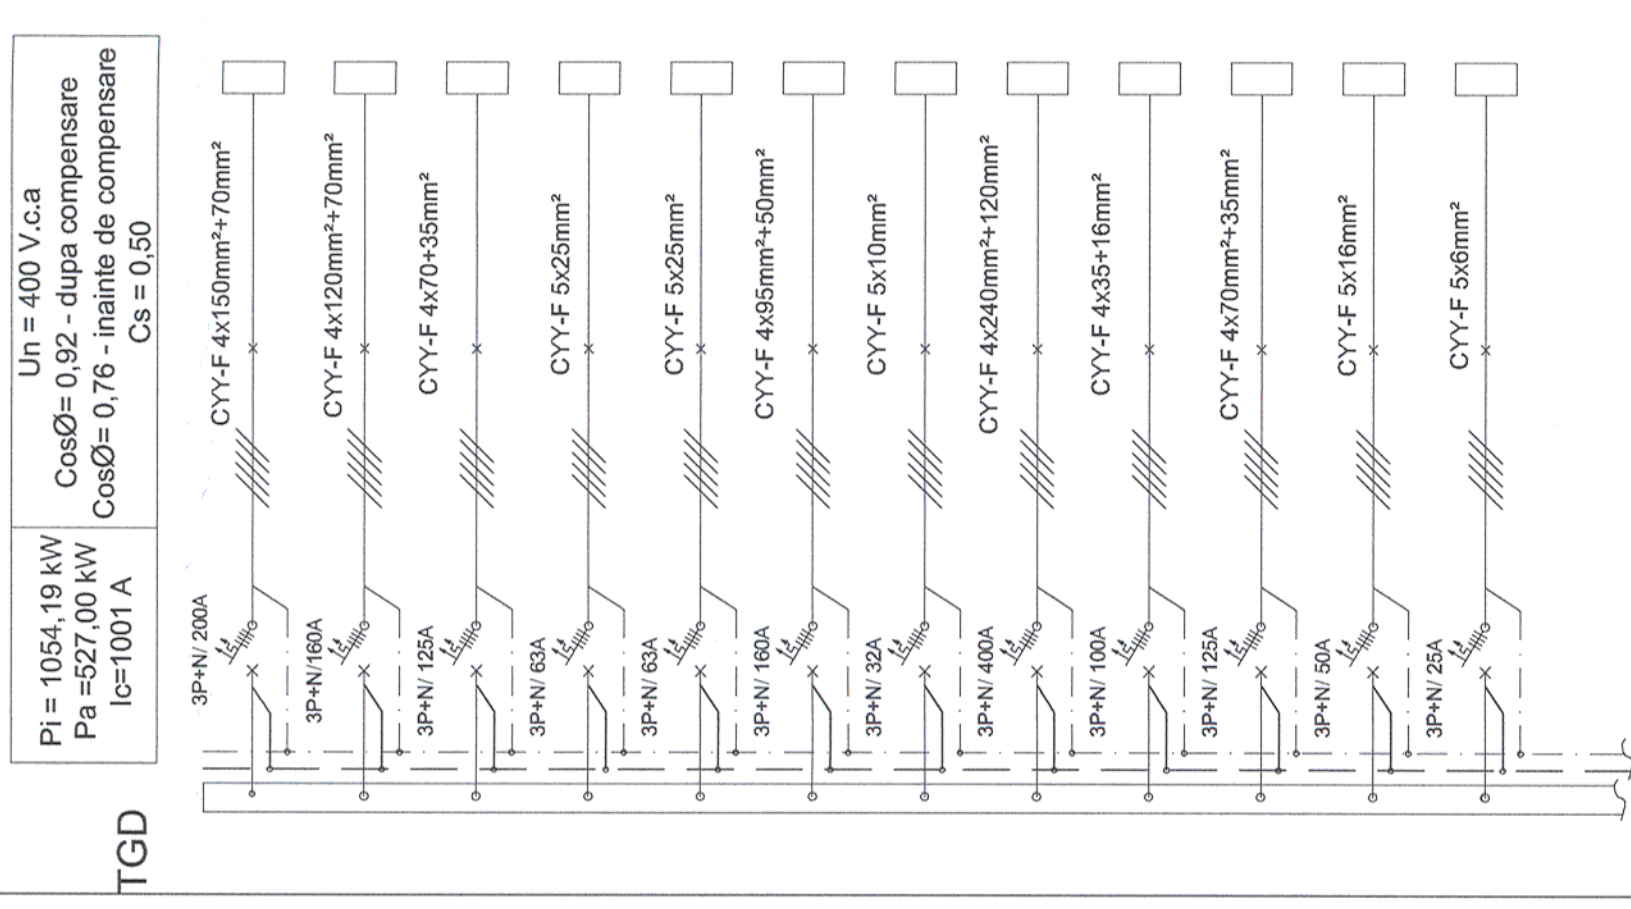 TGD
Pi = 1054,19 kW
Pa =527,00 kW
Ic=1001 A
Un = 400 V.c.a
CosØ= 0,92 - dupa compensare
CosØ= 0,76 - inainte de compensare
Cs = 0,50
3P+N/ 200A
CYY-F 4x150mm²+70mm²
3P+N/160A
CYY-F 4x120mm²+70mm²
3P+N/ 125A
CYY-F 4x70+35mm²
3P+N/ 63A
CYY-F 5x25mm²
3P+N/ 63A
CYY-F 5x25mm²
3P+N/ 160A
CYY-F 4x95mm²+50mm²
3P+N/ 32A
CYY-F 5x10mm²
3P+N/ 400A
CYY-F 4x240mm²+120mm²
3P+N/ 100A
CYY-F 4x35+16mm²
3P+N/ 125A
CYY-F 4x70mm²+35mm²
3P+N/ 50A
CYY-F 5x16mm²
3P+N/ 25A
CYY-F 5x6mm²